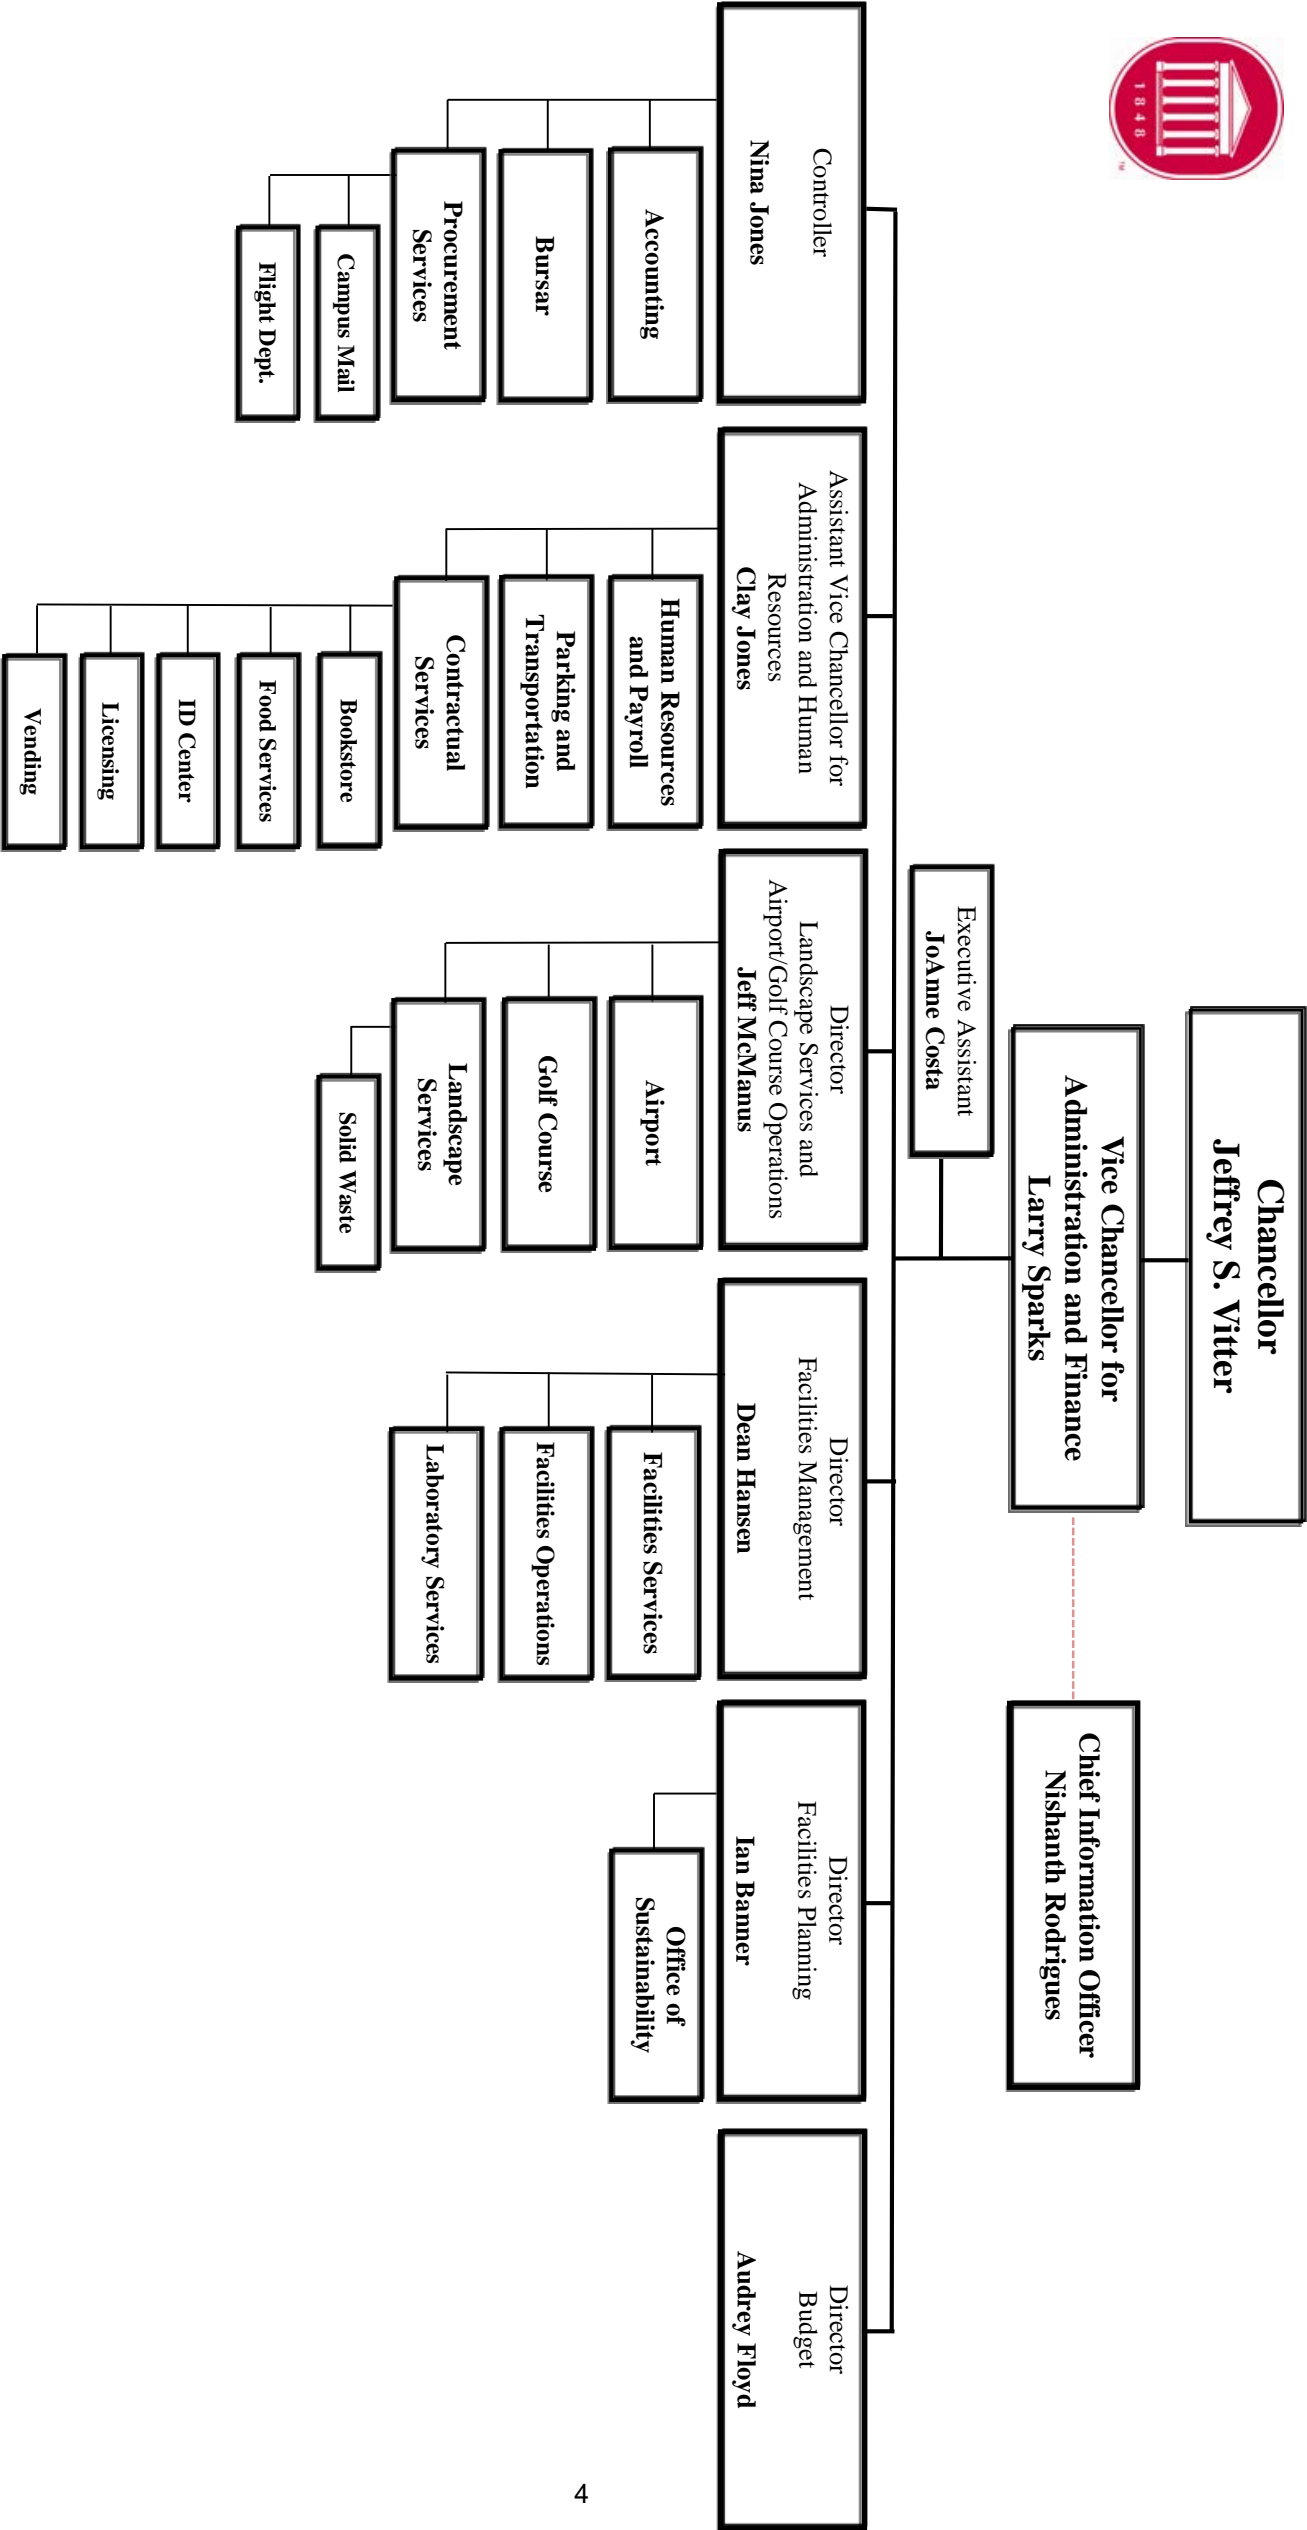 1848
TM
Chancellor
Jeffrey S. Vitter
Vice Chancellor for
Administration and Finance
Larry Sparks
Chief Information Officer
Nishanth Rodrigues
Executive Assistant
JoAnne Costa
Controller
Nina Jones
Accounting
Bursar
Procurement
Services
Campus Mail
Flight Dept.
Assistant Vice Chancellor for
Administration and Human
Resources
Clay Jones
Human Resources
and Payroll
Parking and
Transportation
Contractual
Services
Bookstore
Food Services
ID Center
Licensing
Vending
Director
Landscape Services and
Airport/Golf Course Operations
Jeff McManus
Airport
Golf Course
Landscape
Services
Solid Waste
Director
Facilities Management
Dean Hansen
Facilities Services
Facilities Operations
Laboratory Services
Director
Facilities Planning
Ian Banner
Office of
Sustainability
Director
Budget
Audrey Floyd
4